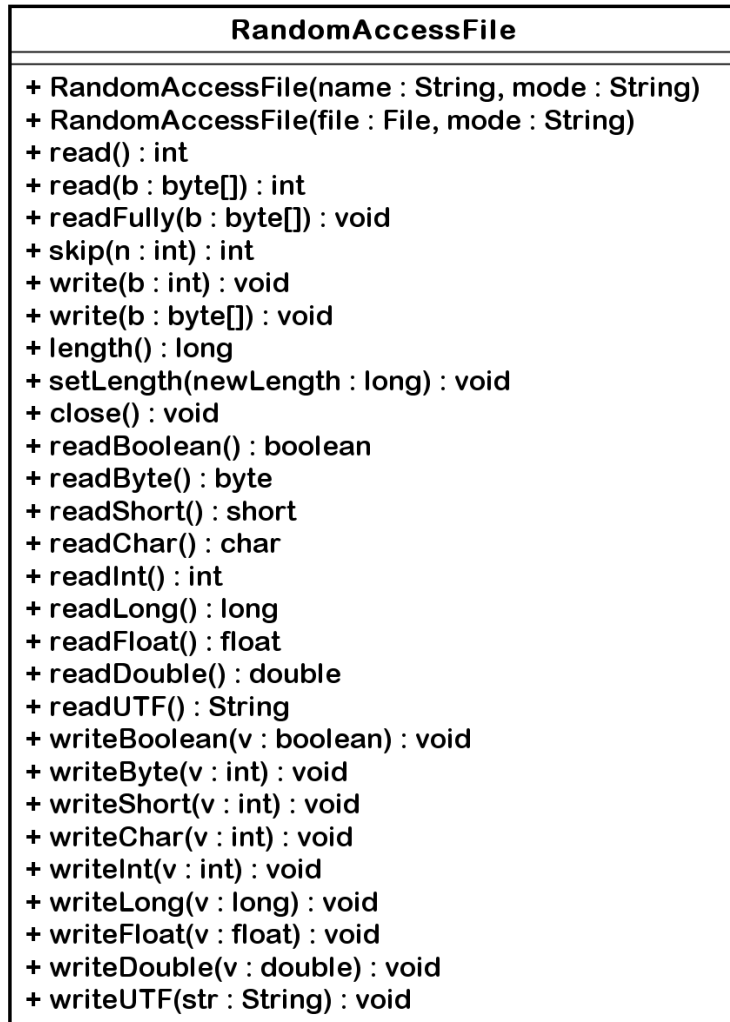 RandomAccessFile
+ RandomAccessFile(name : String, mode : String)
+ RandomAccessFile(file : File, mode : String)
+ read() : int
+ read(b : byte[]) : int
+ readFully(b : byte[]) : void
+ skip(n : int) : int
+ write(b : int) : void
+ write(b : byte[]) : void
+ length() : long
+ setLength(newLength : long) : void
+ close() : void
+ readBoolean() : boolean
+ readByte() : byte
+ readShort() : short
+ readChar() : char
+ readInt() : int
+ readLong() : long
+ readFloat() : float
+ readDouble() : double
+ readUTF() : String
+ writeBoolean(v : boolean) : void
+ writeByte(v : int) : void
+ writeShort(v : int) : void
+ writeChar(v : int) : void
+ writeInt(v : int) : void
+ writeLong(v : long) : void
+ writeFloat(v : float) : void
+ writeDouble(v : double) : void
+ writeUTF(str : String) : void